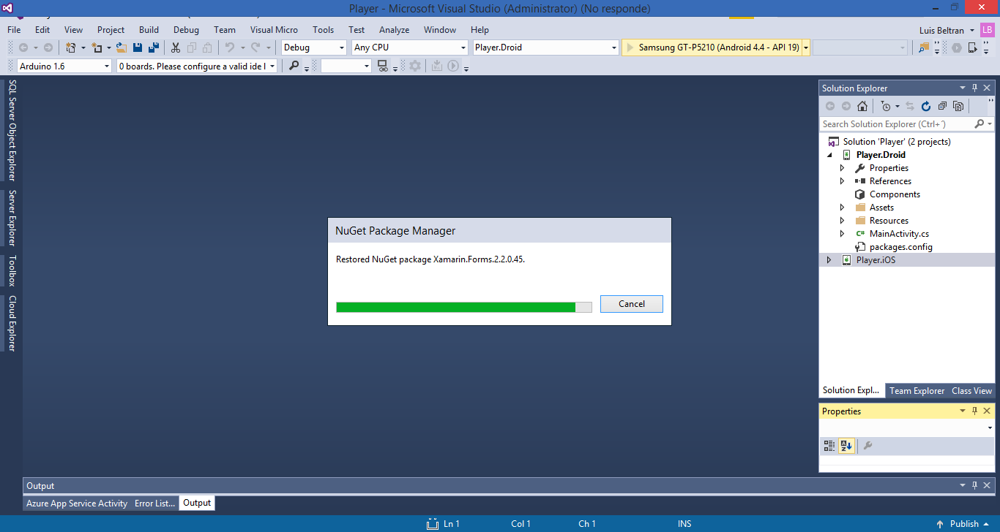 Player - Microsoft Visual Studio (Administrator) (No responde)
File Edit View Project Build Debug Team Visual Micro Tools Test Analyze Window Help
Luis Beltran LB
Debug Any CPU Player.Droid Samsung GT-P5210 (Android 4.4 - API 19)
Arduino 1.6 0 boards. Please configure a valid ide l
SQL Server Object Explorer
Server Explorer
Toolbox
Cloud Explorer
NuGet Package Manager
Restored NuGet package Xamarin.Forms.2.2.0.45.
Cancel
Solution Explorer
Search Solution Explorer (Ctrl+´)
Solution 'Player' (2 projects)
Player.Droid
Properties
References
Components
Assets
Resources
C# MainActivity.cs
packages.config
Player.iOS
Solution Expl... Team Explorer Class View
Properties
Output
Azure App Service Activity Error List... Output
Ln 1 Col 1 Ch 1 INS Publish